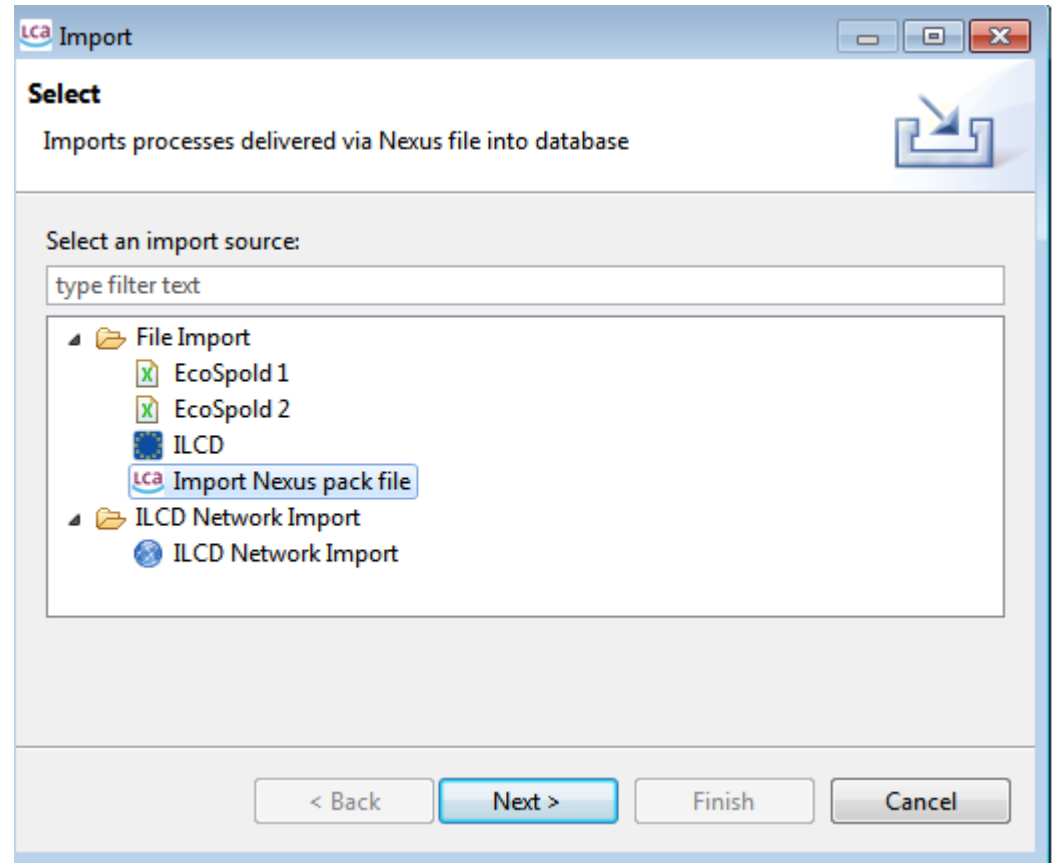 LCA Import
Select
Imports processes delivered via Nexus file into database
Select an import source:
type filter text
File Import
X EcoSpold 1
X EcoSpold 2
ILCD
LCA Import Nexus pack file
ILCD Network Import
ILCD Network Import
< Back Next > Finish Cancel